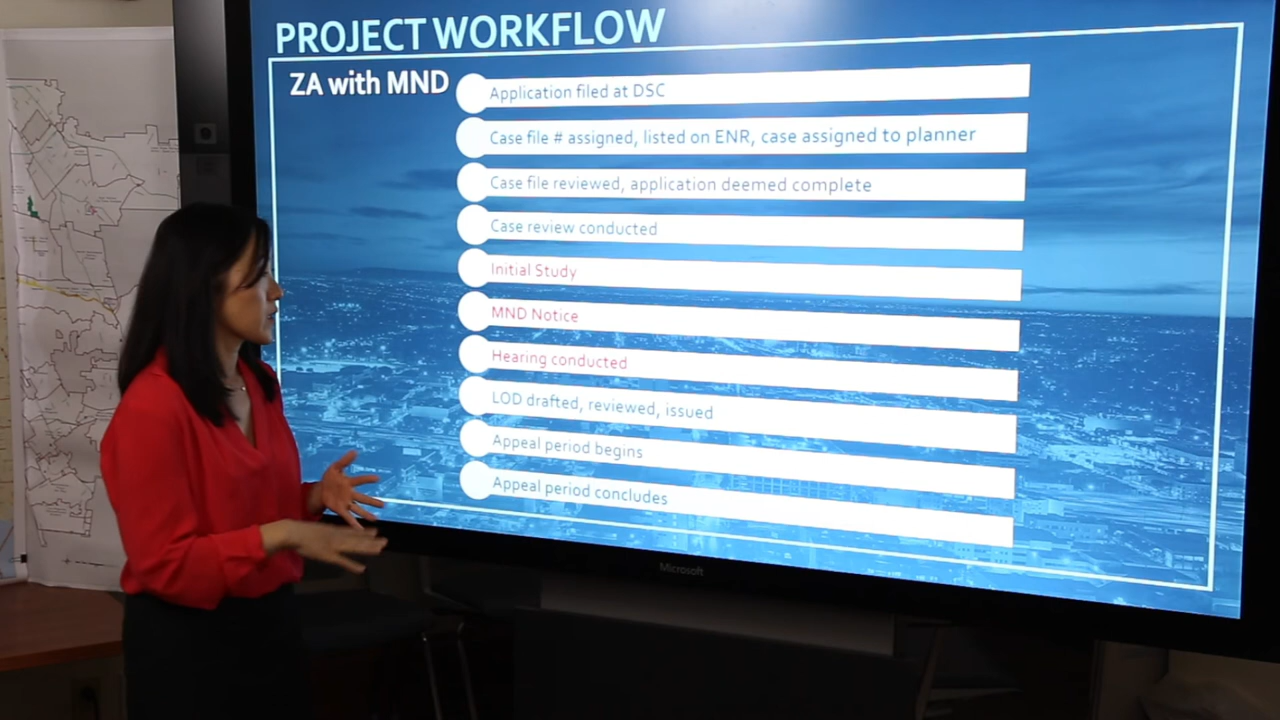 PROJECT WORKFLOW
ZA with MND
Application filed at DSC
Case file # assigned, listed on ENR, case assigned to planner
Case file reviewed, application deemed complete
Case review conducted
Initial Study
MND Notice
Hearing conducted
LOD drafted, reviewed, issued
Appeal period begins
Appeal period concludes
Microsoft